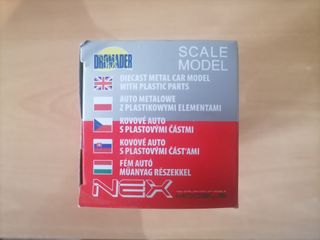 DROMADER
SCALE
MODEL
DIECAST METAL CAR MODEL
WITH PLASTIC PARTS
AUTO METALOWE
Z PLASTIKOWYMI ELEMENTAMI
KOVOVÉ AUTO
S PLASTOVÝMI ČÁSTMI
KOVOVÉ AUTO
S PLASTOVÝMI ČÁSŤAMI
FÉM AUTÓ
MŰANYAG RÉSZEKKEL
NEX